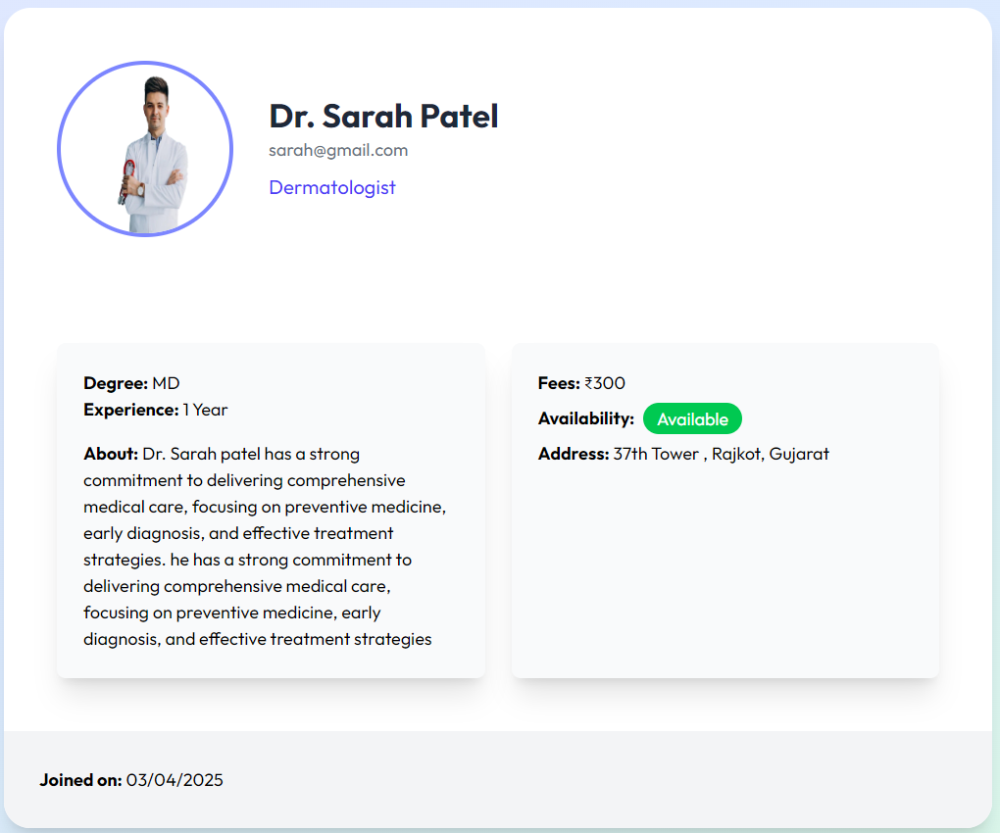 Dr. Sarah Patel
sarah@gmail.com
Dermatologist
Degree: MD
Experience: 1 Year
About: Dr. Sarah patel has a strong
commitment to delivering comprehensive
medical care, focusing on preventive medicine,
early diagnosis, and effective treatment
strategies. he has a strong commitment to
delivering comprehensive medical care,
focusing on preventive medicine, early
diagnosis, and effective treatment strategies
Fees: ₹300
Availability: Available
Address: 37th Tower , Rajkot, Gujarat
Joined on: 03/04/2025